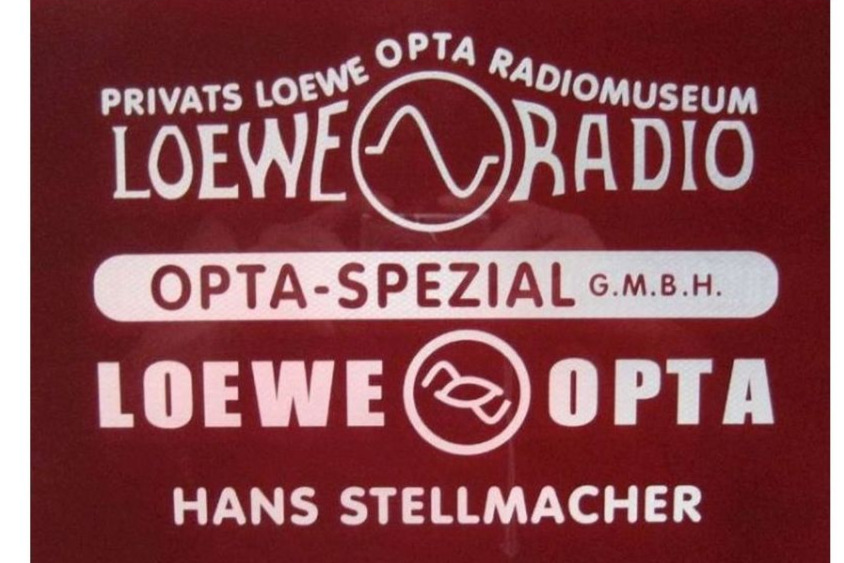 PRIVATS LOEWE OPTA RADIOMUSEUM
LOEWE RADIO
OPTA-SPEZIAL G.M.B.H.
LOEWE OPTA
HANS STELLMACHER